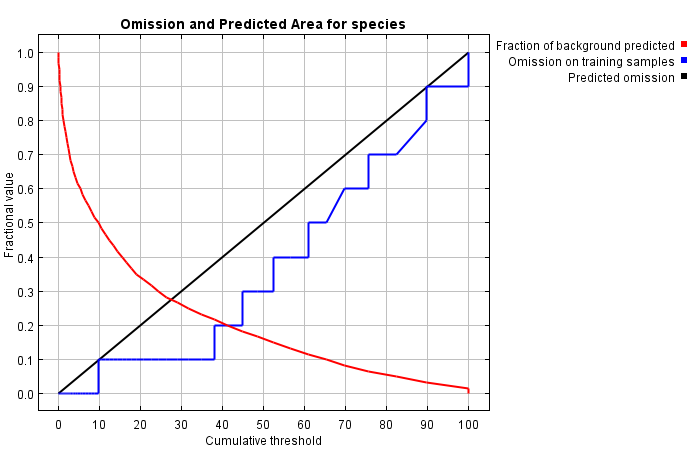 Omission and Predicted Area for species
Fraction of background predicted
Omission on training samples
Predicted omission
Fractional value
1.0
0.9
0.8
0.7
0.6
0.5
0.4
0.3
0.2
0.1
0.0
0 10 20 30 40 50 60 70 80 90 100
Cumulative threshold